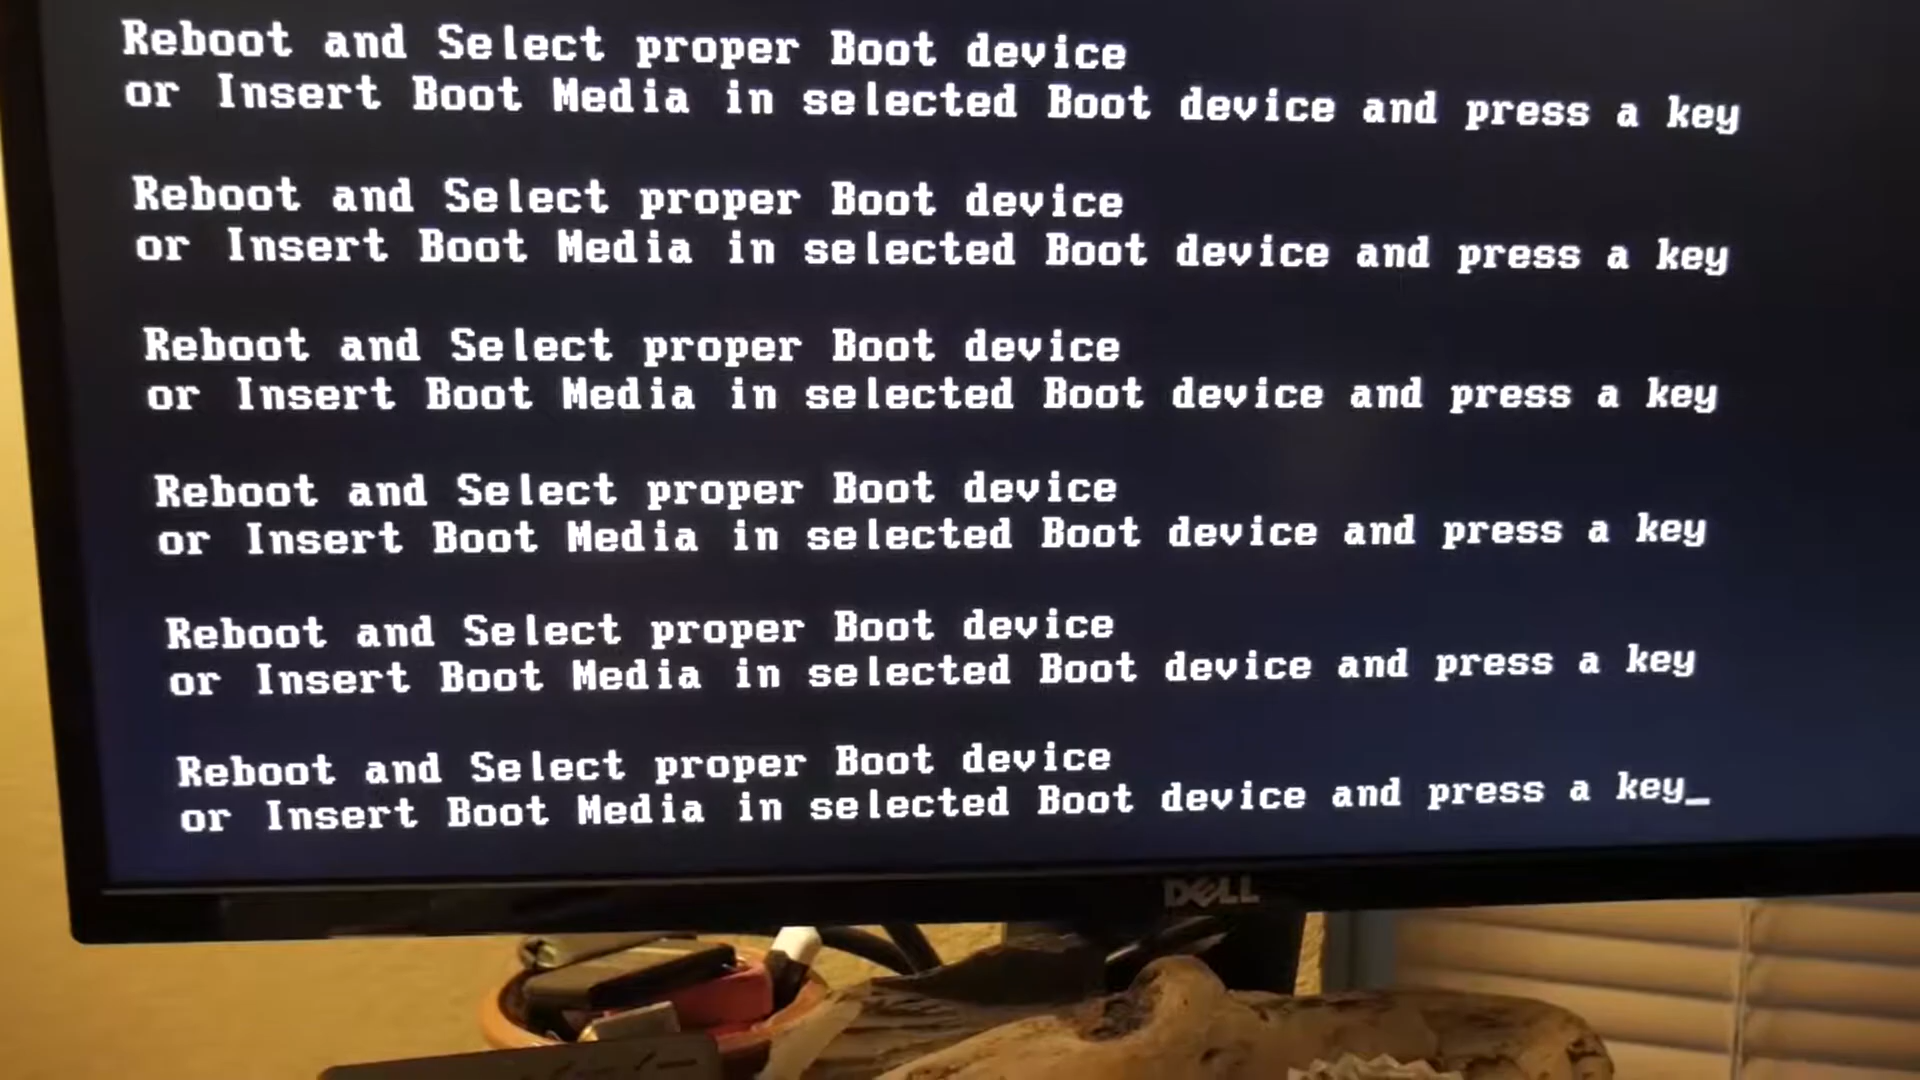 Reboot and Select proper Boot device
or Insert Boot Media in selected Boot device and press a key
Reboot and Select proper Boot device
or Insert Boot Media in selected Boot device and press a key
Reboot and Select proper Boot device
or Insert Boot Media in selected Boot device and press a key
Reboot and Select proper Boot device
or Insert Boot Media in selected Boot device and press a key
Reboot and Select proper Boot device
or Insert Boot Media in selected Boot device and press a key
Reboot and Select proper Boot device
or Insert Boot Media in selected Boot device and press a key_
DELL